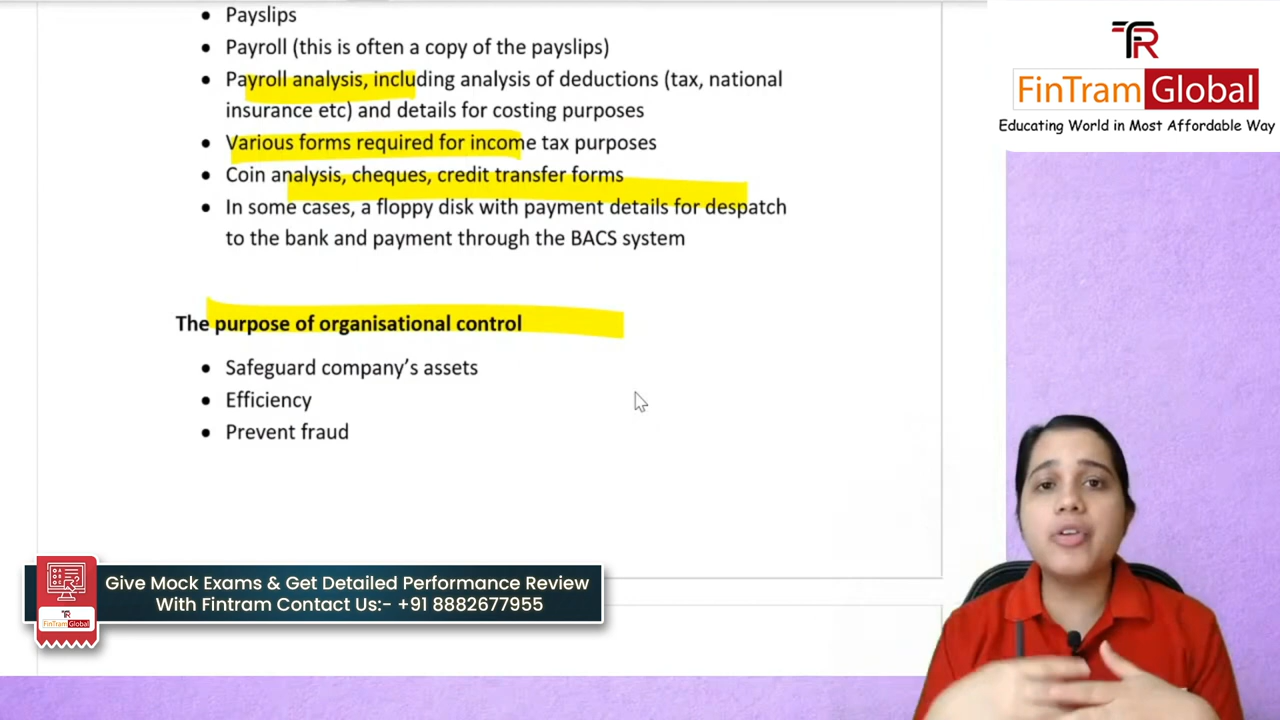 • Payslips
• Payroll (this is often a copy of the payslips)
• Payroll analysis, including analysis of deductions (tax, national
insurance etc) and details for costing purposes
• Various forms required for income tax purposes
• Coin analysis, cheques, credit transfer forms
• In some cases, a floppy disk with payment details for despatch
to the bank and payment through the BACS system
The purpose of organisational control
• Safeguard company's assets
• Efficiency
• Prevent fraud
FinTram Global
Educating World in Most Affordable Way
FinTram Global
Give Mock Exams & Get Detailed Performance Review
With Fintram Contact Us:- +91 8882677955